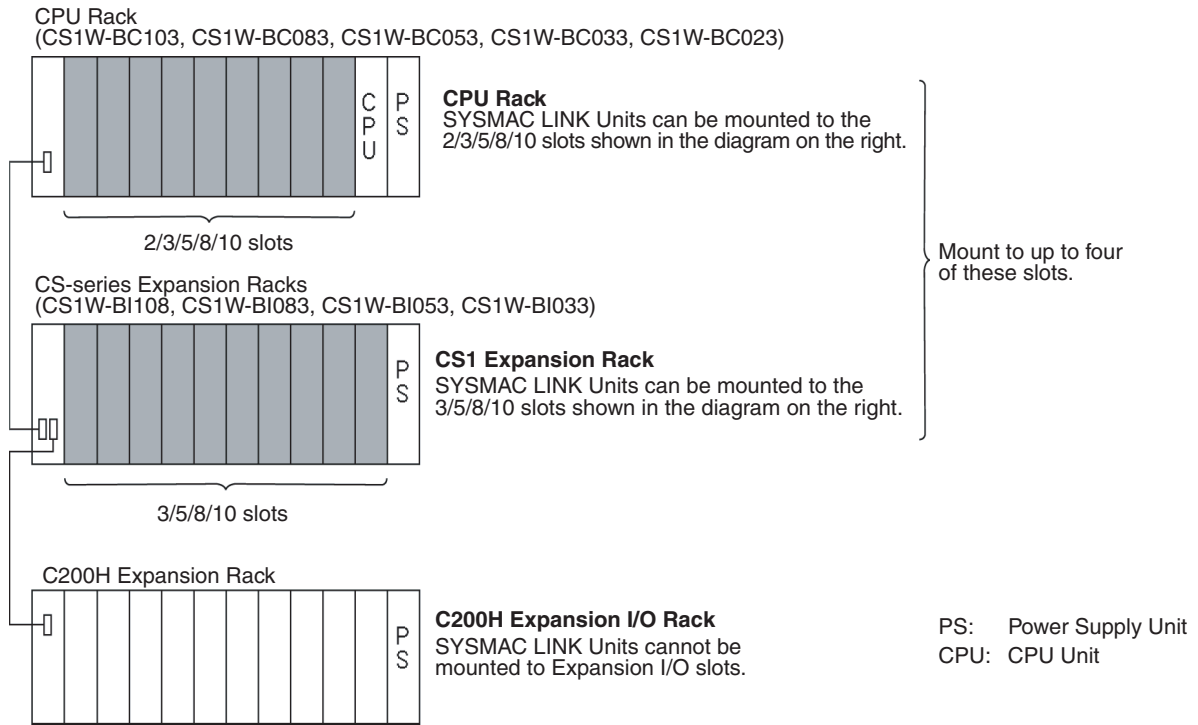 CPU Rack
(CS1W-BC103, CS1W-BC083, CS1W-BC053, CS1W-BC033, CS1W-BC023)
CPU
PS
CPU Rack
SYSMAC LINK Units can be mounted to the
2/3/5/8/10 slots shown in the diagram on the right.
2/3/5/8/10 slots
Mount to up to four
of these slots.
CS-series Expansion Racks
(CS1W-BI108, CS1W-BI083, CS1W-BI053, CS1W-BI033)
PS
CS1 Expansion Rack
SYSMAC LINK Units can be mounted to the
3/5/8/10 slots shown in the diagram on the right.
3/5/8/10 slots
C200H Expansion Rack
PS
C200H Expansion I/O Rack
SYSMAC LINK Units cannot be
mounted to Expansion I/O slots.
PS: Power Supply Unit
CPU: CPU Unit